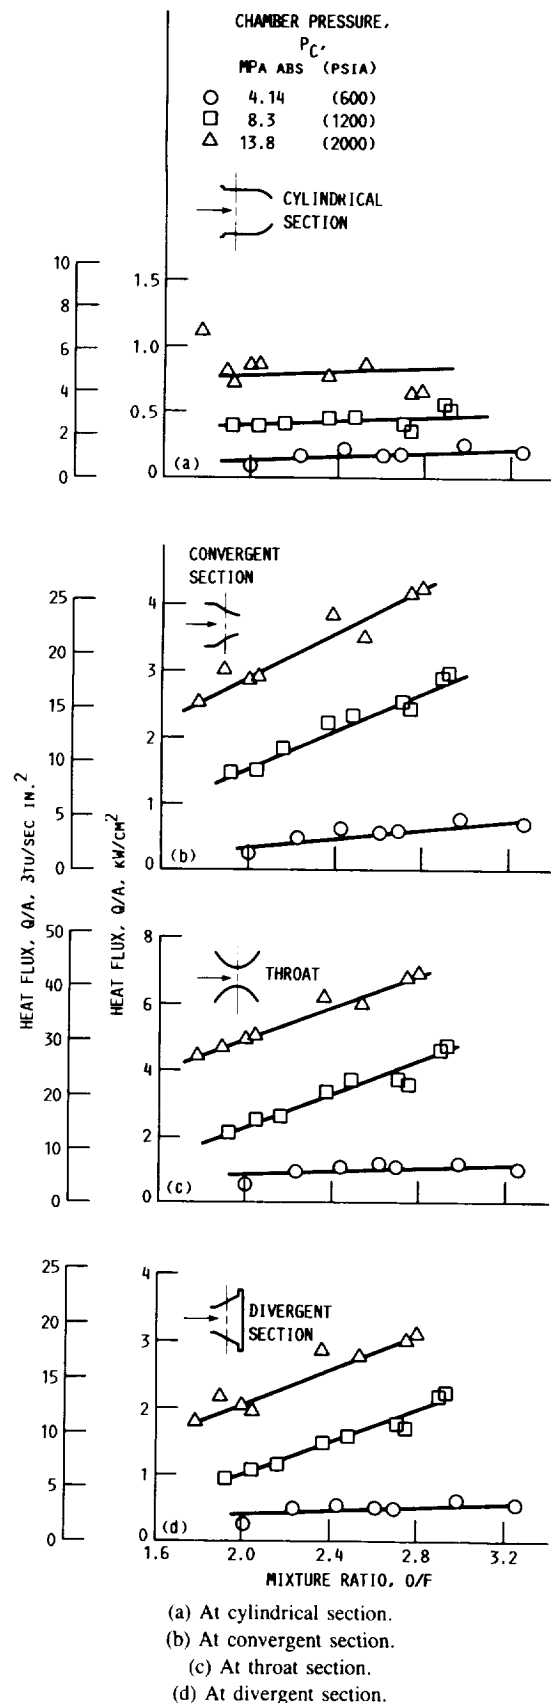 CHAMBER PRESSURE,
P_C,
MPA ABS (PSIA)
4.14 (600)
8.3 (1200)
13.8 (2000)
CYLINDRICAL
SECTION
10
8
6
4
2
0
1.5
1.0
0.5
0
(a)
CONVERGENT
SECTION
25
20
15
10
5
0
4
3
2
1
0
(b)
HEAT FLUX, Q/A, 3TU/SEC IN.²
HEAT FLUX, Q/A, KW/CM²
THROAT
50
40
30
20
10
0
8
6
4
2
0
(c)
DIVERGENT
SECTION
25
20
15
10
5
0
4
3
2
1
0
(d)
1.6 2.0 2.4 2.8 3.2
MIXTURE RATIO, O/F
(a) At cylindrical section.
(b) At convergent section.
(c) At throat section.
(d) At divergent section.